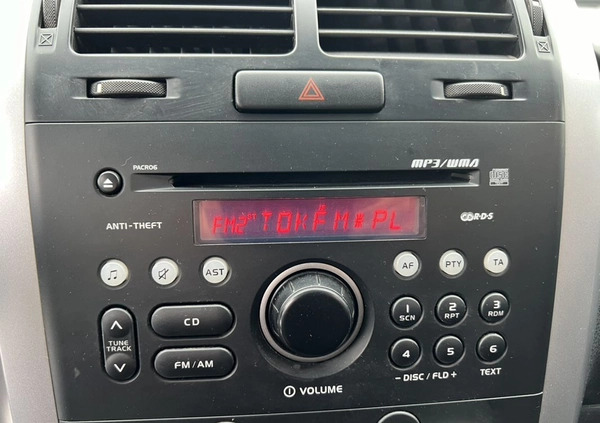 PACR06
MP3/WMA
ANTI-THEFT
FM2 ST TOKFM*PL
R·D·S
AST
AF
PTY
TA
TUNE
TRACK
CD
FM/AM
VOLUME
1
SCN
2
RPT
3
RDM
4
5
6
- DISC / FLD +
TEXT